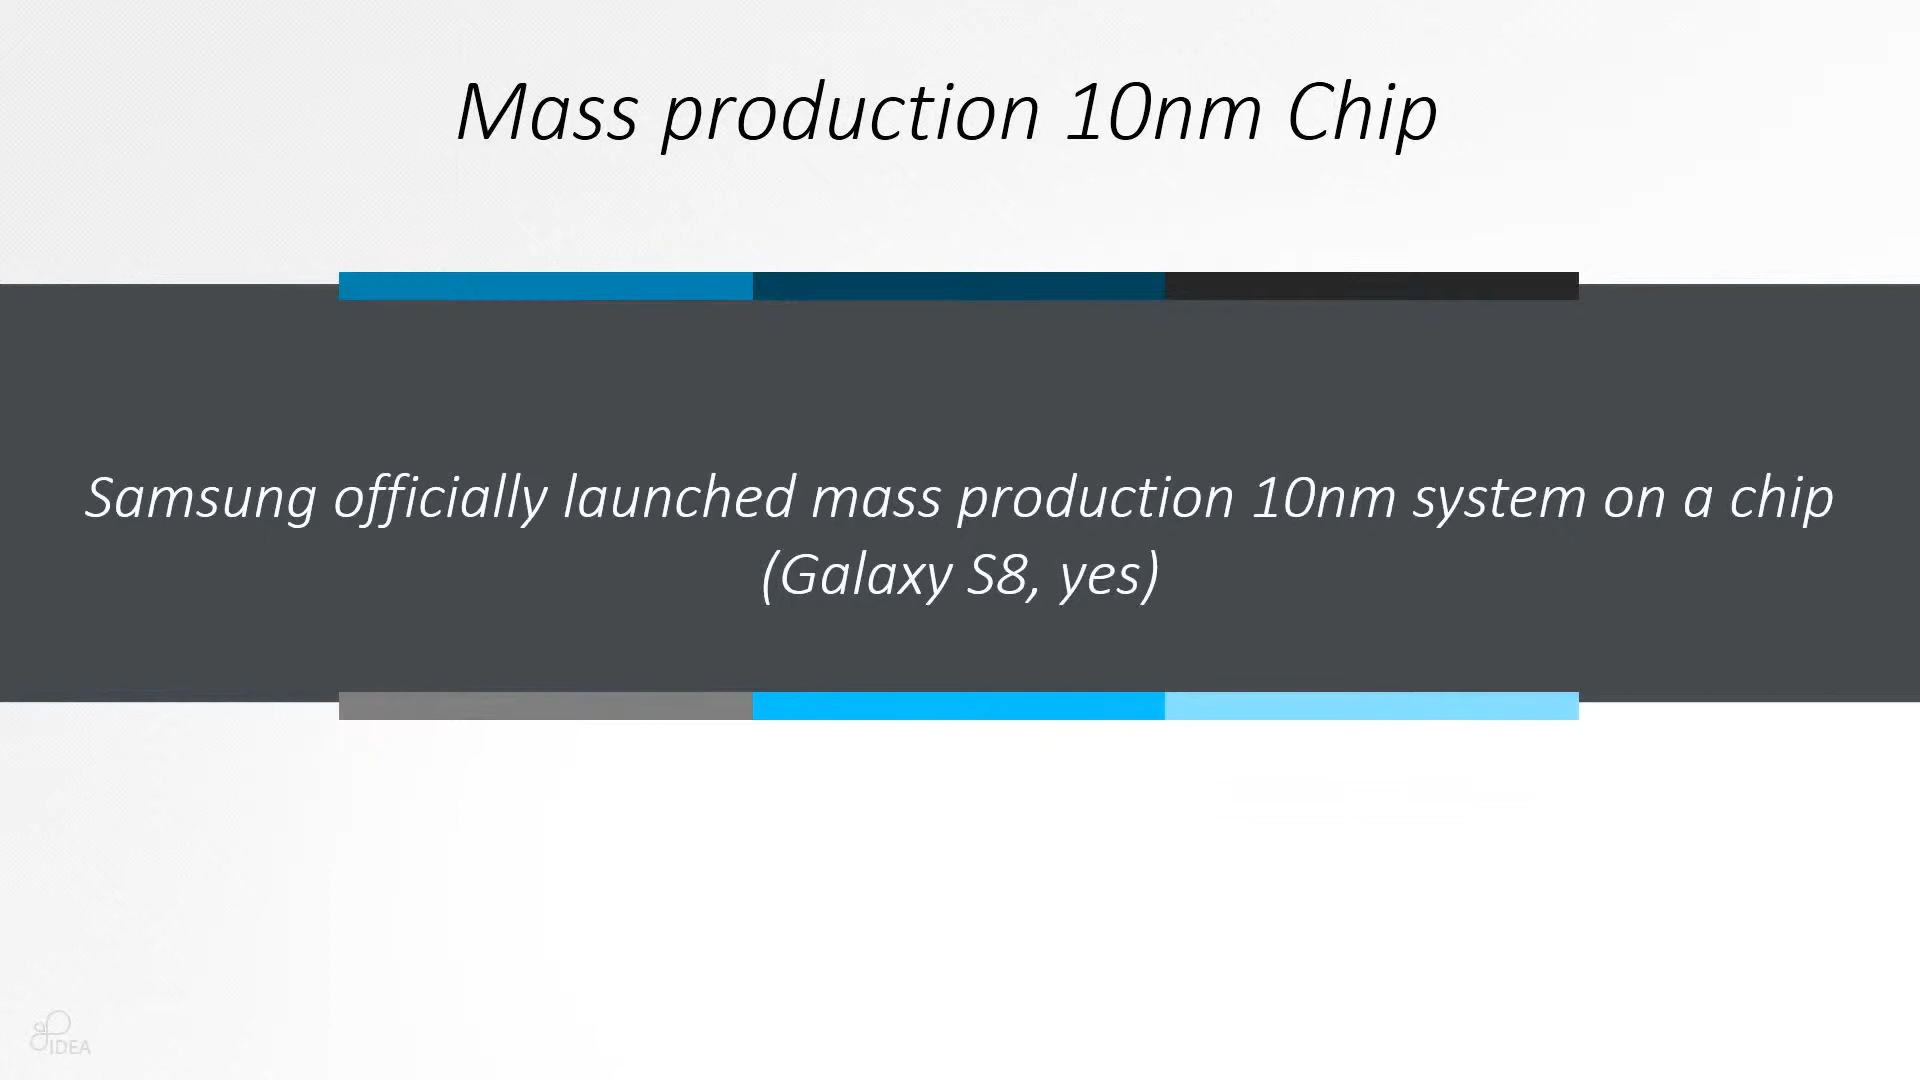 Mass production 10nm Chip
Samsung officially launched mass production 10nm system on a chip
(Galaxy S8, yes)
IDEA